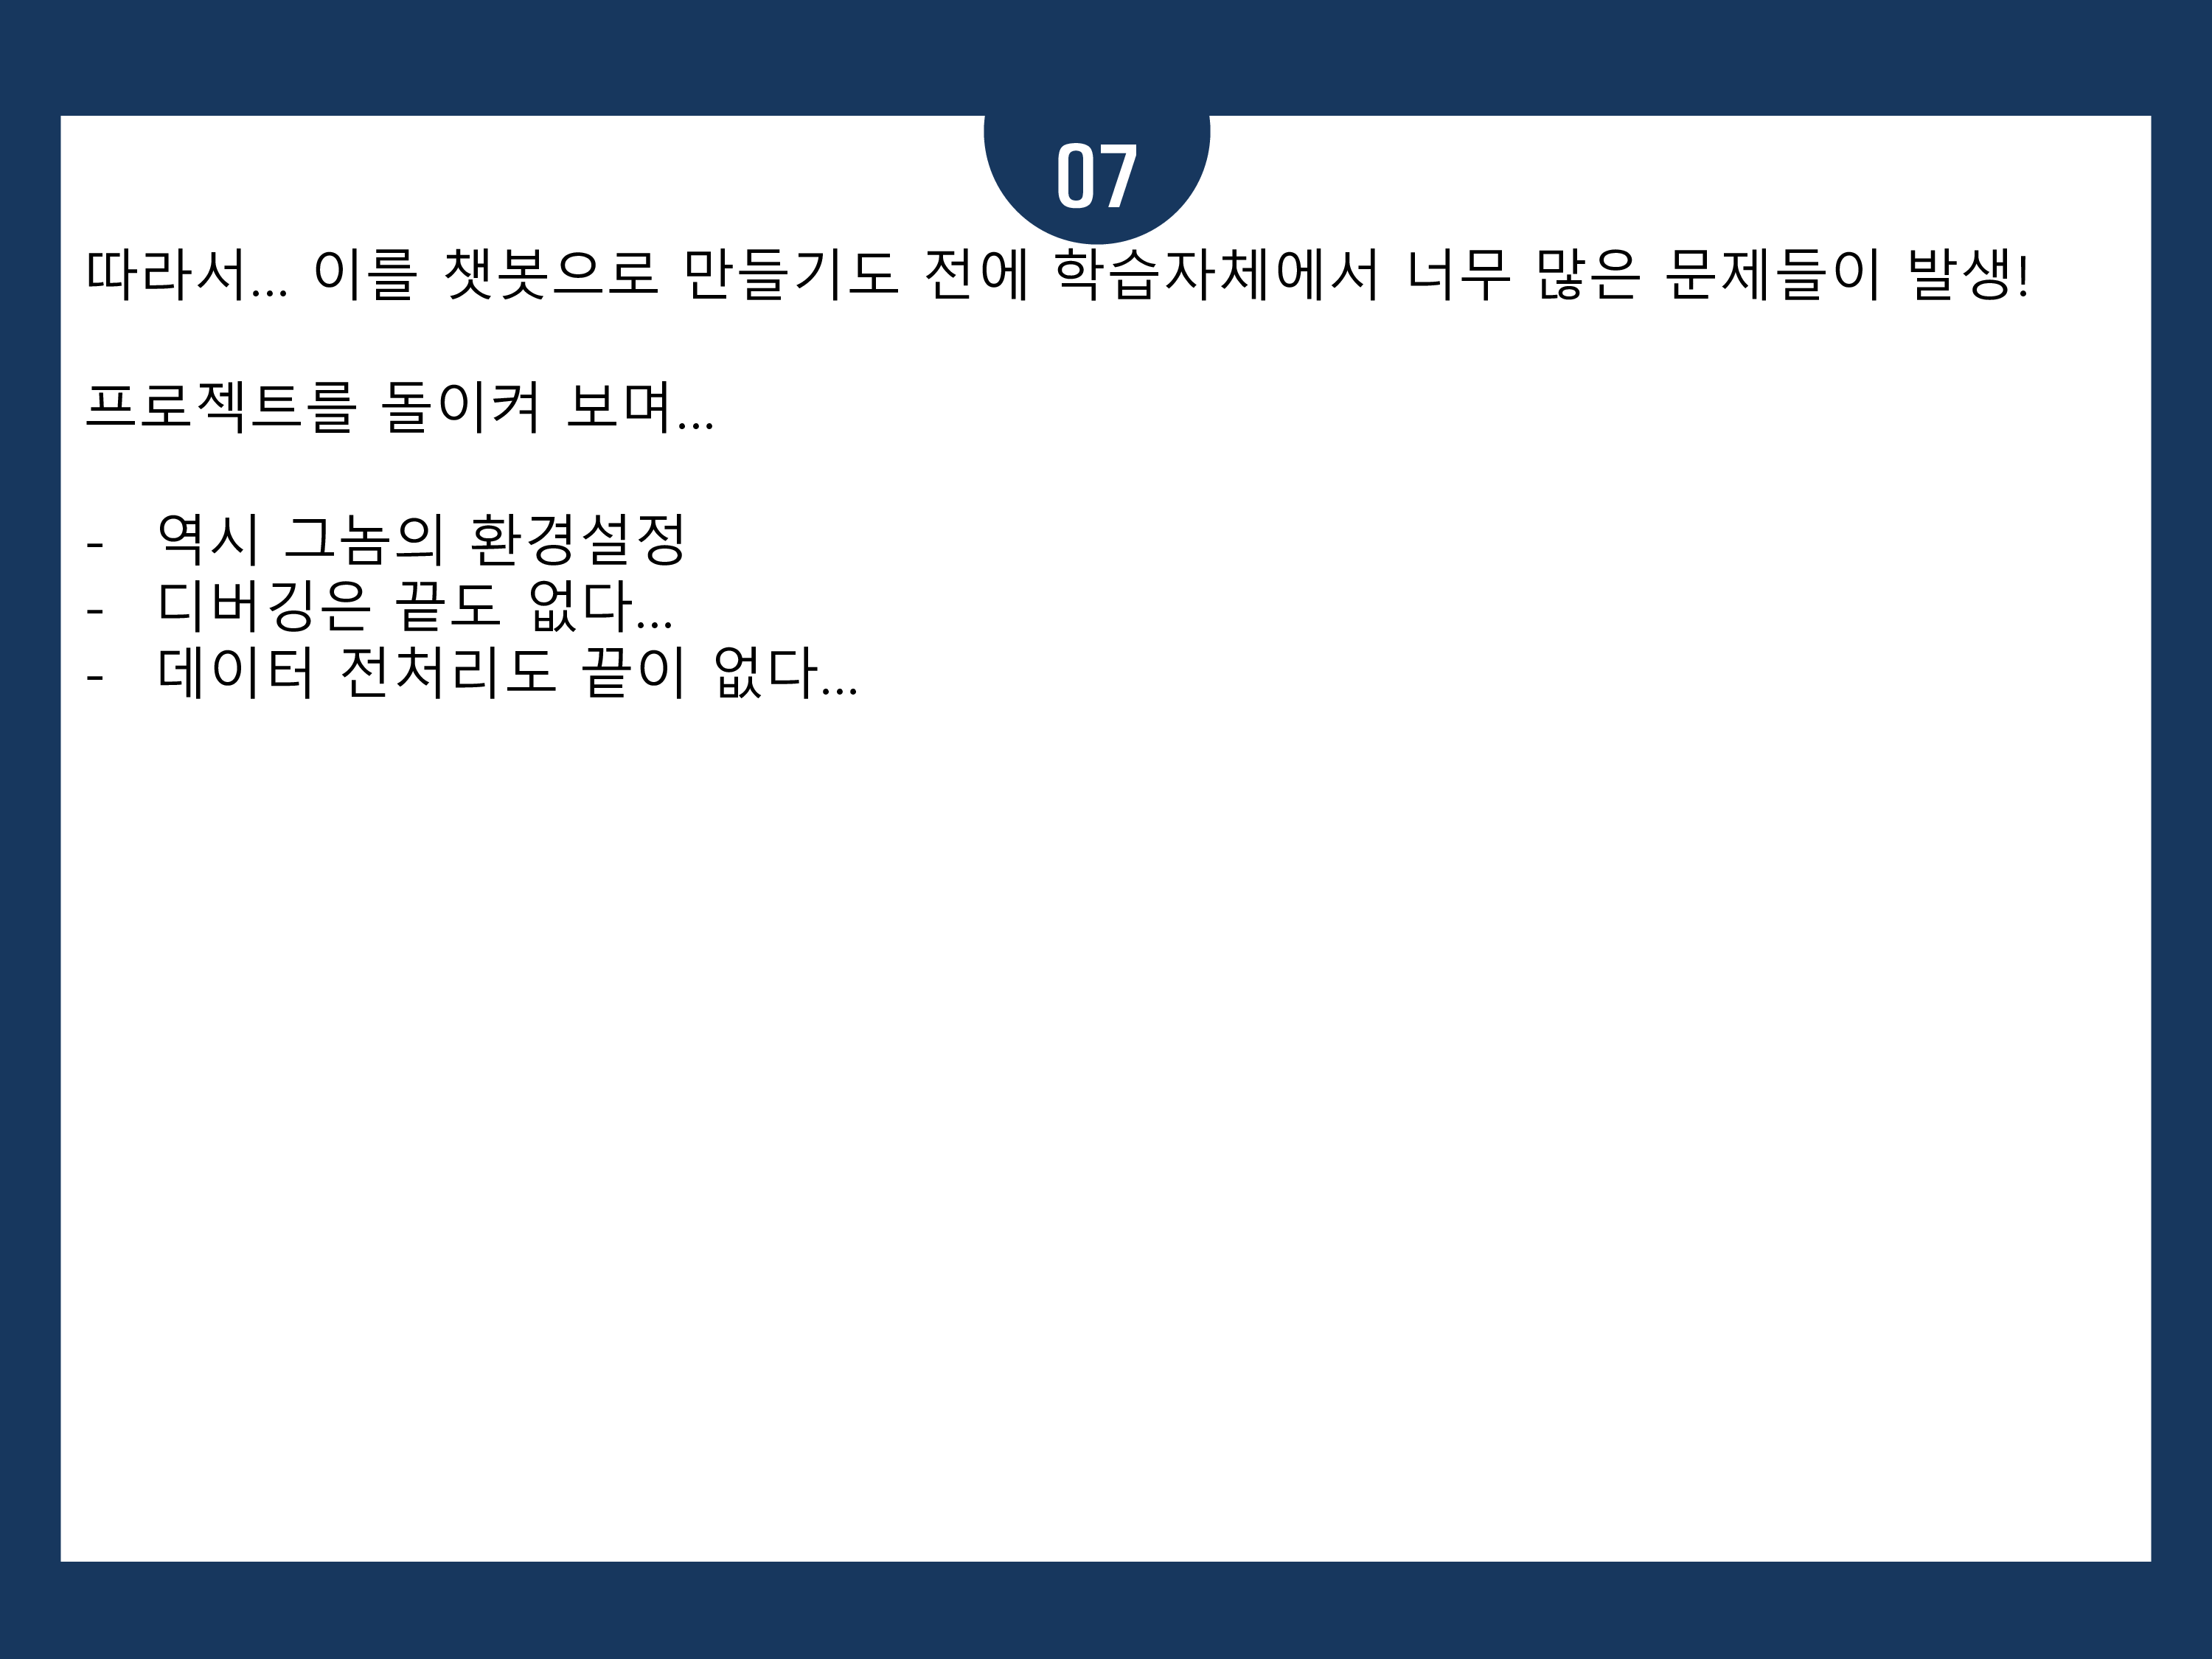 07
따라서... 이를 챗봇으로 만들기도 전에 학습자체에서 너무 많은 문제들이 발생!
프로젝트를 돌이켜 보며...
- 역시 그놈의 환경설정
- 디버깅은 끝도 없다...
- 데이터 전처리도 끝이 없다...